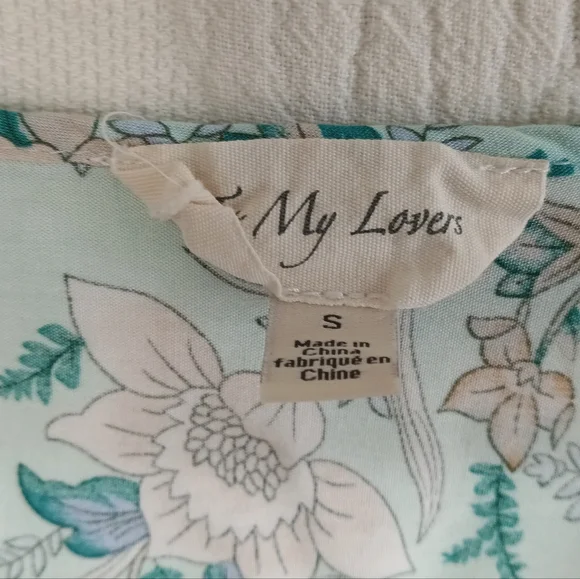 My Lovers
S
Made in
China
fabriqué en
Chine